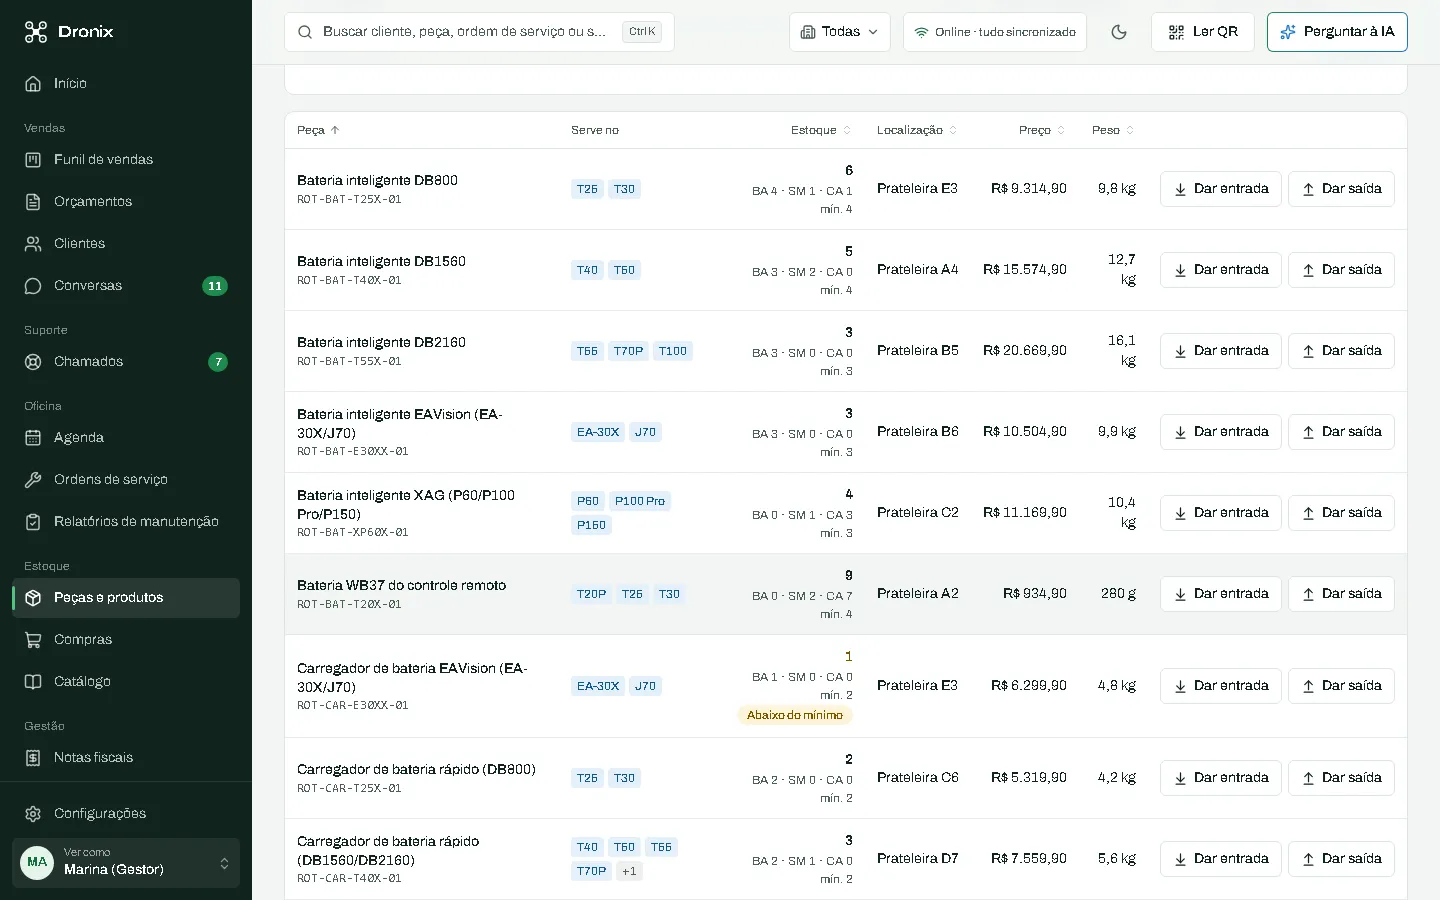 Dronix
Buscar cliente, peça, ordem de serviço ou s...
Ctrl K
Todas
Online · tudo sincronizado
Ler QR
Perguntar à IA
Início
Vendas
Funil de vendas
Orçamentos
Clientes
Conversas
11
Suporte
Chamados
7
Oficina
Agenda
Ordens de serviço
Relatórios de manutenção
Estoque
Peças e produtos
Compras
Catálogo
Gestão
Notas fiscais
Configurações
MA
Ver como
Marina (Gestor)
Peça ↑
Serve no
Estoque
Localização
Preço
Peso
Bateria inteligente DB800
ROT-BAT-T25X-01
T25 T30
6
BA 4 · SM 1 · CA 1
mín. 4
Prateleira E3
R$ 9.314,90
9,8 kg
Dar entrada
Dar saída
Bateria inteligente DB1560
ROT-BAT-T40X-01
T40 T50
5
BA 3 · SM 2 · CA 0
mín. 4
Prateleira A4
R$ 15.574,90
12,7
kg
Dar entrada
Dar saída
Bateria inteligente DB2160
ROT-BAT-T55X-01
T55 T70P T100
3
BA 3 · SM 0 · CA 0
mín. 3
Prateleira B5
R$ 20.669,90
16,1
kg
Dar entrada
Dar saída
Bateria inteligente EAVision (EA-
30X/J70)
ROT-BAT-E30XX-01
EA-30X J70
3
BA 3 · SM 0 · CA 0
mín. 3
Prateleira B6
R$ 10.504,90
9,9 kg
Dar entrada
Dar saída
Bateria inteligente XAG (P60/P100
Pro/P150)
ROT-BAT-XP60X-01
P60 P100 Pro
P150
4
BA 0 · SM 1 · CA 3
mín. 3
Prateleira C2
R$ 11.169,90
10,4
kg
Dar entrada
Dar saída
Bateria WB37 do controle remoto
ROT-BAT-T20X-01
T20P T25 T30
9
BA 0 · SM 2 · CA 7
mín. 4
Prateleira A2
R$ 934,90
280 g
Dar entrada
Dar saída
Carregador de bateria EAVision (EA-
30X/J70)
ROT-CAR-E30XX-01
EA-30X J70
1
BA 1 · SM 0 · CA 0
mín. 2
Abaixo do mínimo
Prateleira E3
R$ 6.299,90
4,8 kg
Dar entrada
Dar saída
Carregador de bateria rápido (DB800)
ROT-CAR-T25X-01
T25 T30
2
BA 2 · SM 0 · CA 0
mín. 2
Prateleira C6
R$ 5.319,90
4,2 kg
Dar entrada
Dar saída
Carregador de bateria rápido
(DB1560/DB2160)
ROT-CAR-T40X-01
T40 T50 T55
T70P +1
3
BA 2 · SM 1 · CA 0
mín. 2
Prateleira D7
R$ 7.559,90
5,6 kg
Dar entrada
Dar saída